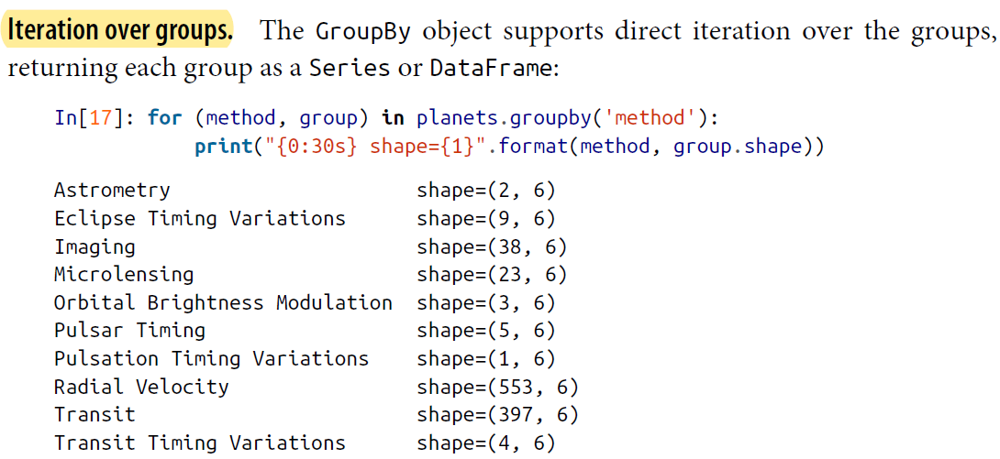 Iteration over groups. The GroupBy object supports direct iteration over the groups,
returning each group as a Series or DataFrame:
In[17]: for (method, group) in planets.groupby('method'):
            print("{0:30s} shape={1}".format(method, group.shape))
Astrometry                     shape=(2, 6)
Eclipse Timing Variations      shape=(9, 6)
Imaging                        shape=(38, 6)
Microlensing                   shape=(23, 6)
Orbital Brightness Modulation  shape=(3, 6)
Pulsar Timing                  shape=(5, 6)
Pulsation Timing Variations    shape=(1, 6)
Radial Velocity                shape=(553, 6)
Transit                        shape=(397, 6)
Transit Timing Variations      shape=(4, 6)